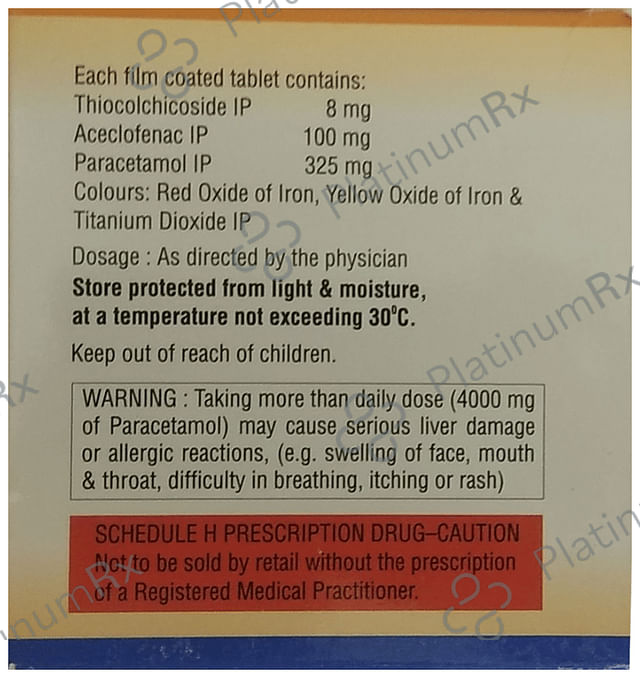 Each film coated tablet contains:
Thiocolchicoside IP 8 mg
Aceclofenac IP 100 mg
Paracetamol IP 325 mg
Colours: Red Oxide of Iron, Yellow Oxide of Iron &
Titanium Dioxide IP
Dosage : As directed by the physician
Store protected from light & moisture,
at a temperature not exceeding 30⁰C.
Keep out of reach of children.
WARNING : Taking more than daily dose (4000 mg
of Paracetamol) may cause serious liver damage
or allergic reactions, (e.g. swelling of face, mouth
& throat, difficulty in breathing, itching or rash)
SCHEDULE H PRESCRIPTION DRUG–CAUTION
Not to be sold by retail without the prescription
of a Registered Medical Practitioner.
PlatinumRx
PlatinumRx